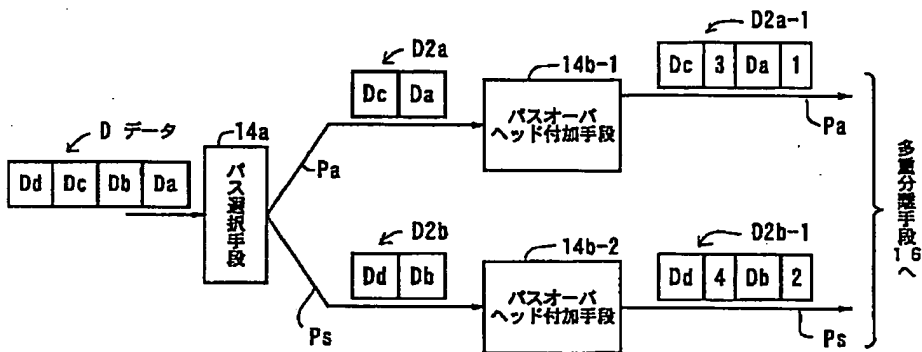 D データ
Dd Dc Db Da
14a
パス選択手段
Pa
Ps
D2a
Dc Da
14b-1
パスオーバ
ヘッド付加手段
D2a-1
Dc 3 Da 1
Pa
D2b
Dd Db
14b-2
パスオーバ
ヘッド付加手段
D2b-1
Dd 4 Db 2
Ps
多重分離手段16へ